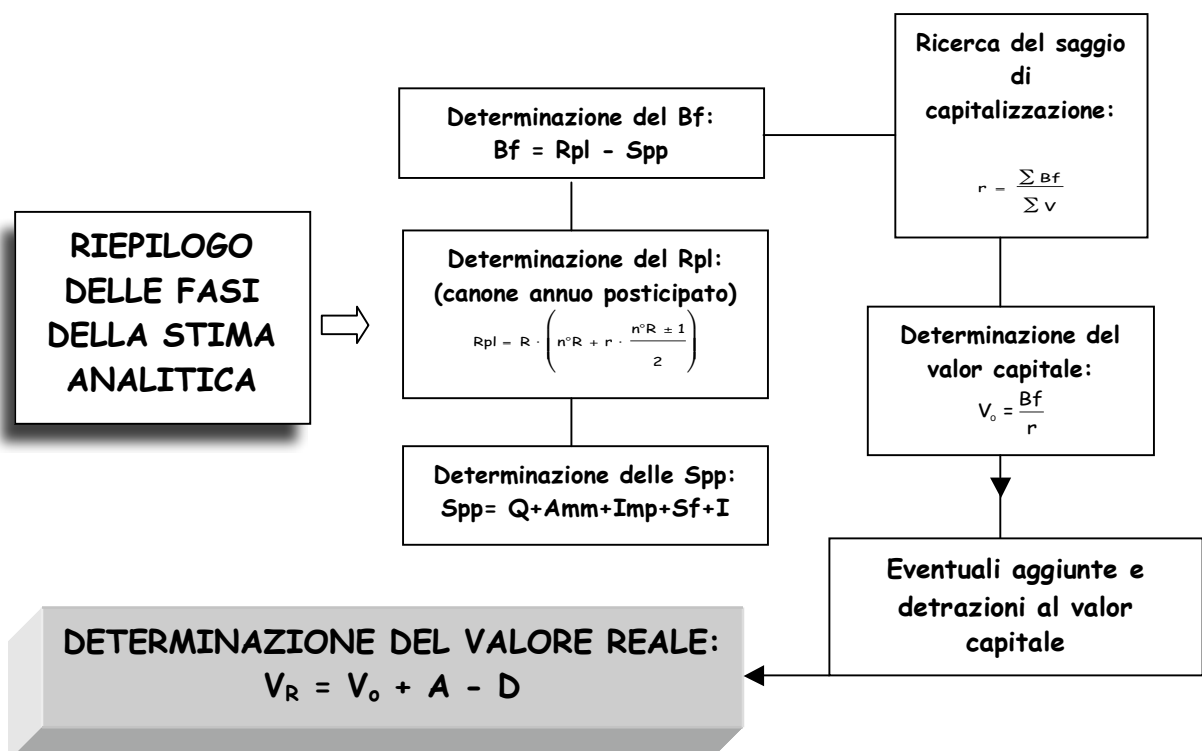 RIEPILOGO
DELLE FASI
DELLA STIMA
ANALITICA
Determinazione del Bf:
Bf = Rpl - Spp
Determinazione del Rpl:
(canone annuo posticipato)
Rpl = R · (n°R + r · (n°R ± 1) / 2)
Determinazione delle Spp:
Spp= Q+Amm+Imp+Sf+I
Ricerca del saggio
di
capitalizzazione:
r = ∑ Bf / ∑ V
Determinazione del
valor capitale:
Vₒ = Bf / r
Eventuali aggiunte e
detrazioni al valor
capitale
DETERMINAZIONE DEL VALORE REALE:
V_R = Vₒ + A - D